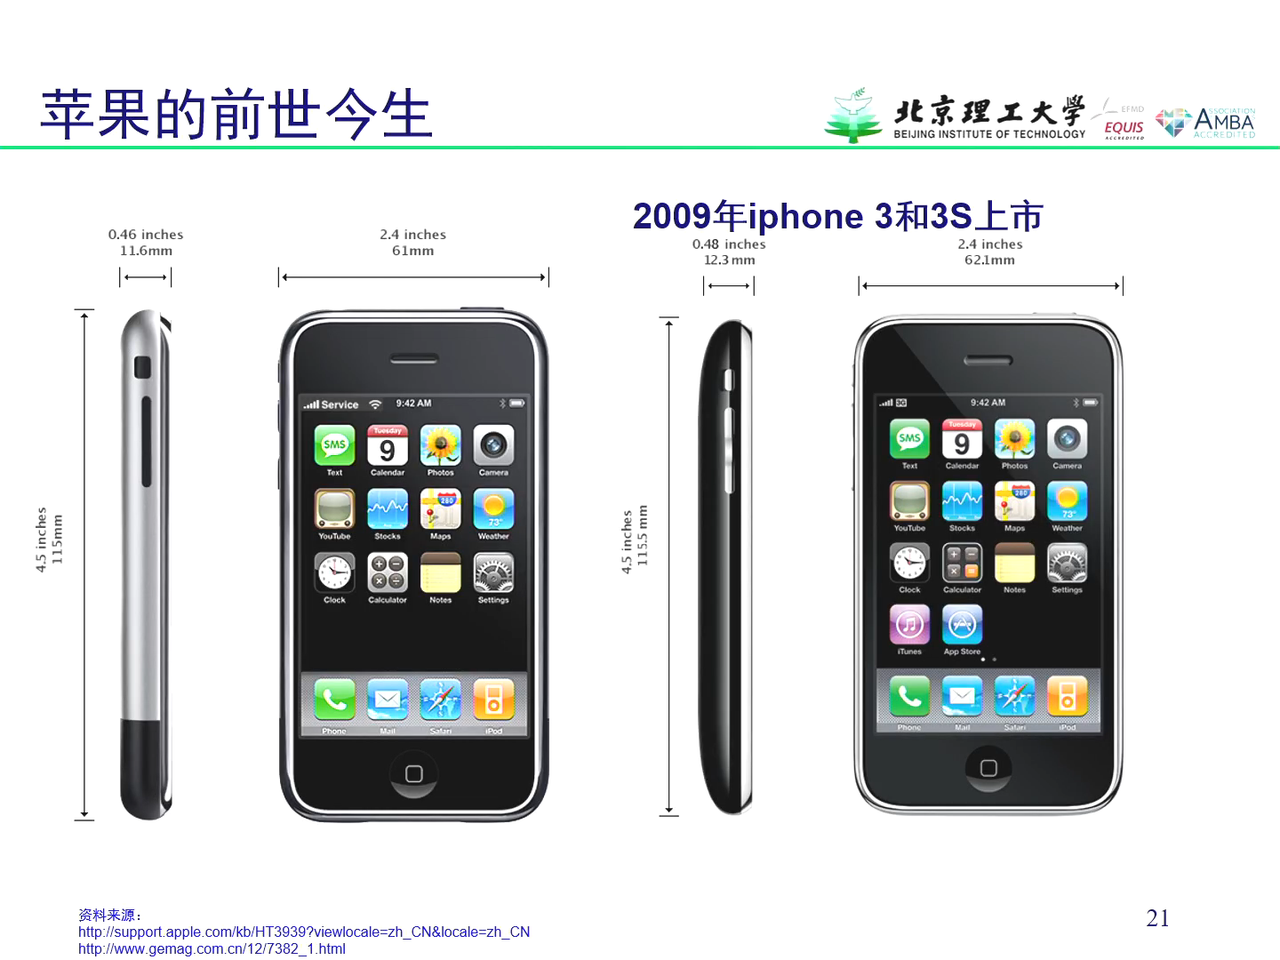 苹果的前世今生
北京理工大学
BEIJING INSTITUTE OF TECHNOLOGY
EFMD
EQUIS
ACCREDITED
ASSOCIATION
AMBA
ACCREDITED
2009年iphone 3和3S上市
0.46 inches
11.6mm
2.4 inches
61mm
0.48 inches
12.3 mm
2.4 inches
62.1mm
4.5 inches
115mm
Service 9:42 AM
SMS Tuesday 9
Text Calendar Photos Camera
280 73°
YouTube Stocks Maps Weather
Clock Calculator Notes Settings
Phone Mail Safari iPod
4.5 inches
115.5 mm
3G 9:42 AM
SMS Tuesday 9
Text Calendar Photos Camera
280 73°
YouTube Stocks Maps Weather
Clock Calculator Notes Settings
iTunes App Store
Phone Mail Safari iPod
资料来源：
http://support.apple.com/kb/HT3939?viewlocale=zh_CN&locale=zh_CN
http://www.gemag.com.cn/12/7382_1.html
21